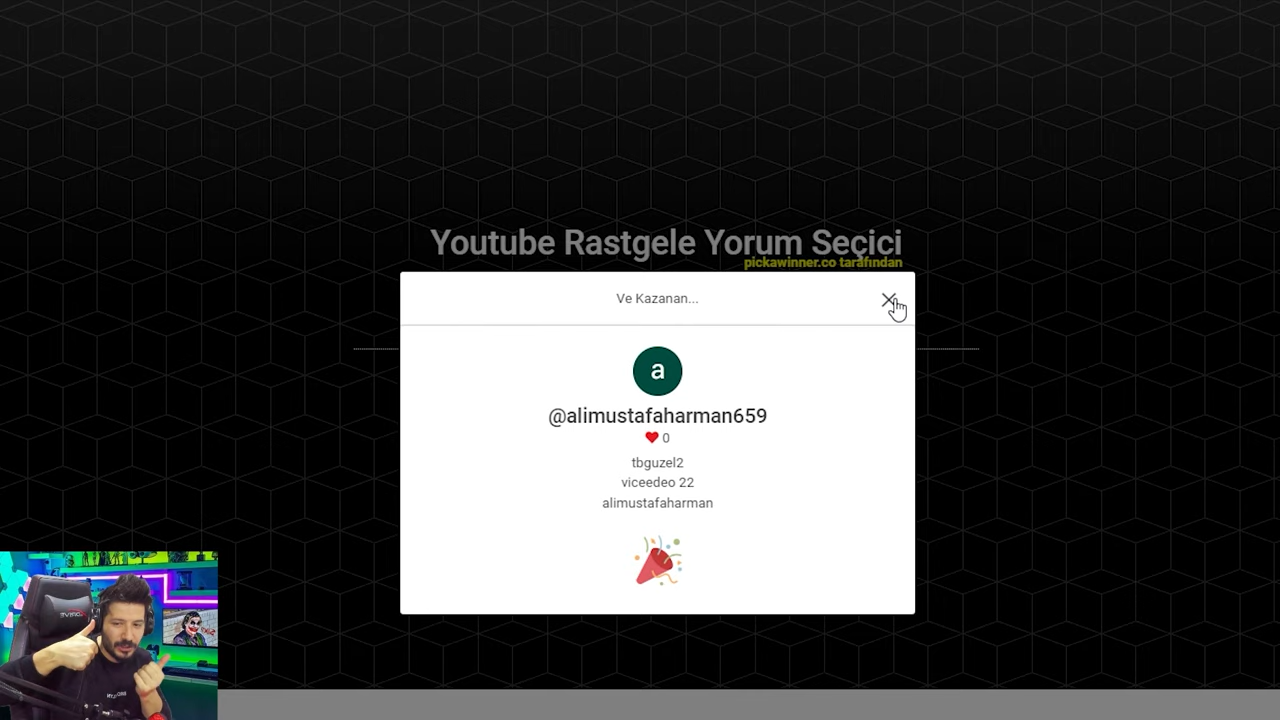 Youtube Rastgele Yorum Seçici
pickawinner.co tarafından
Ve Kazanan...
a
@alimustafaharman659
0
tbguzel2
viceedeo 22
alimustafaharman